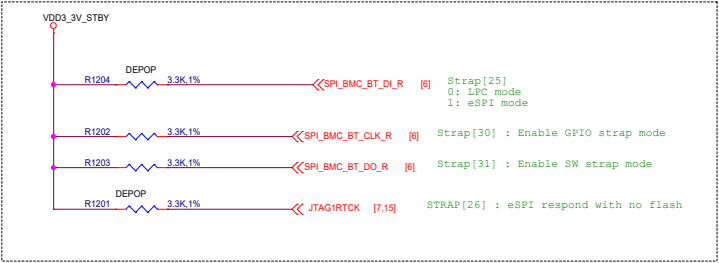 VDD3_3V_STBY
DEPOP
R1204 3.3K,1% SPI_BMC_BT_DI_R [6] Strap[25]
0: LPC mode
1: eSPI mode
R1202 3.3K,1% SPI_BMC_BT_CLK_R [6] Strap[30] : Enable GPIO strap mode
R1203 3.3K,1% SPI_BMC_BT_DO_R [6] Strap[31] : Enable SW strap mode
DEPOP
R1201 3.3K,1% JTAG1RTCK [7,15] STRAP[26] : eSPI respond with no flash